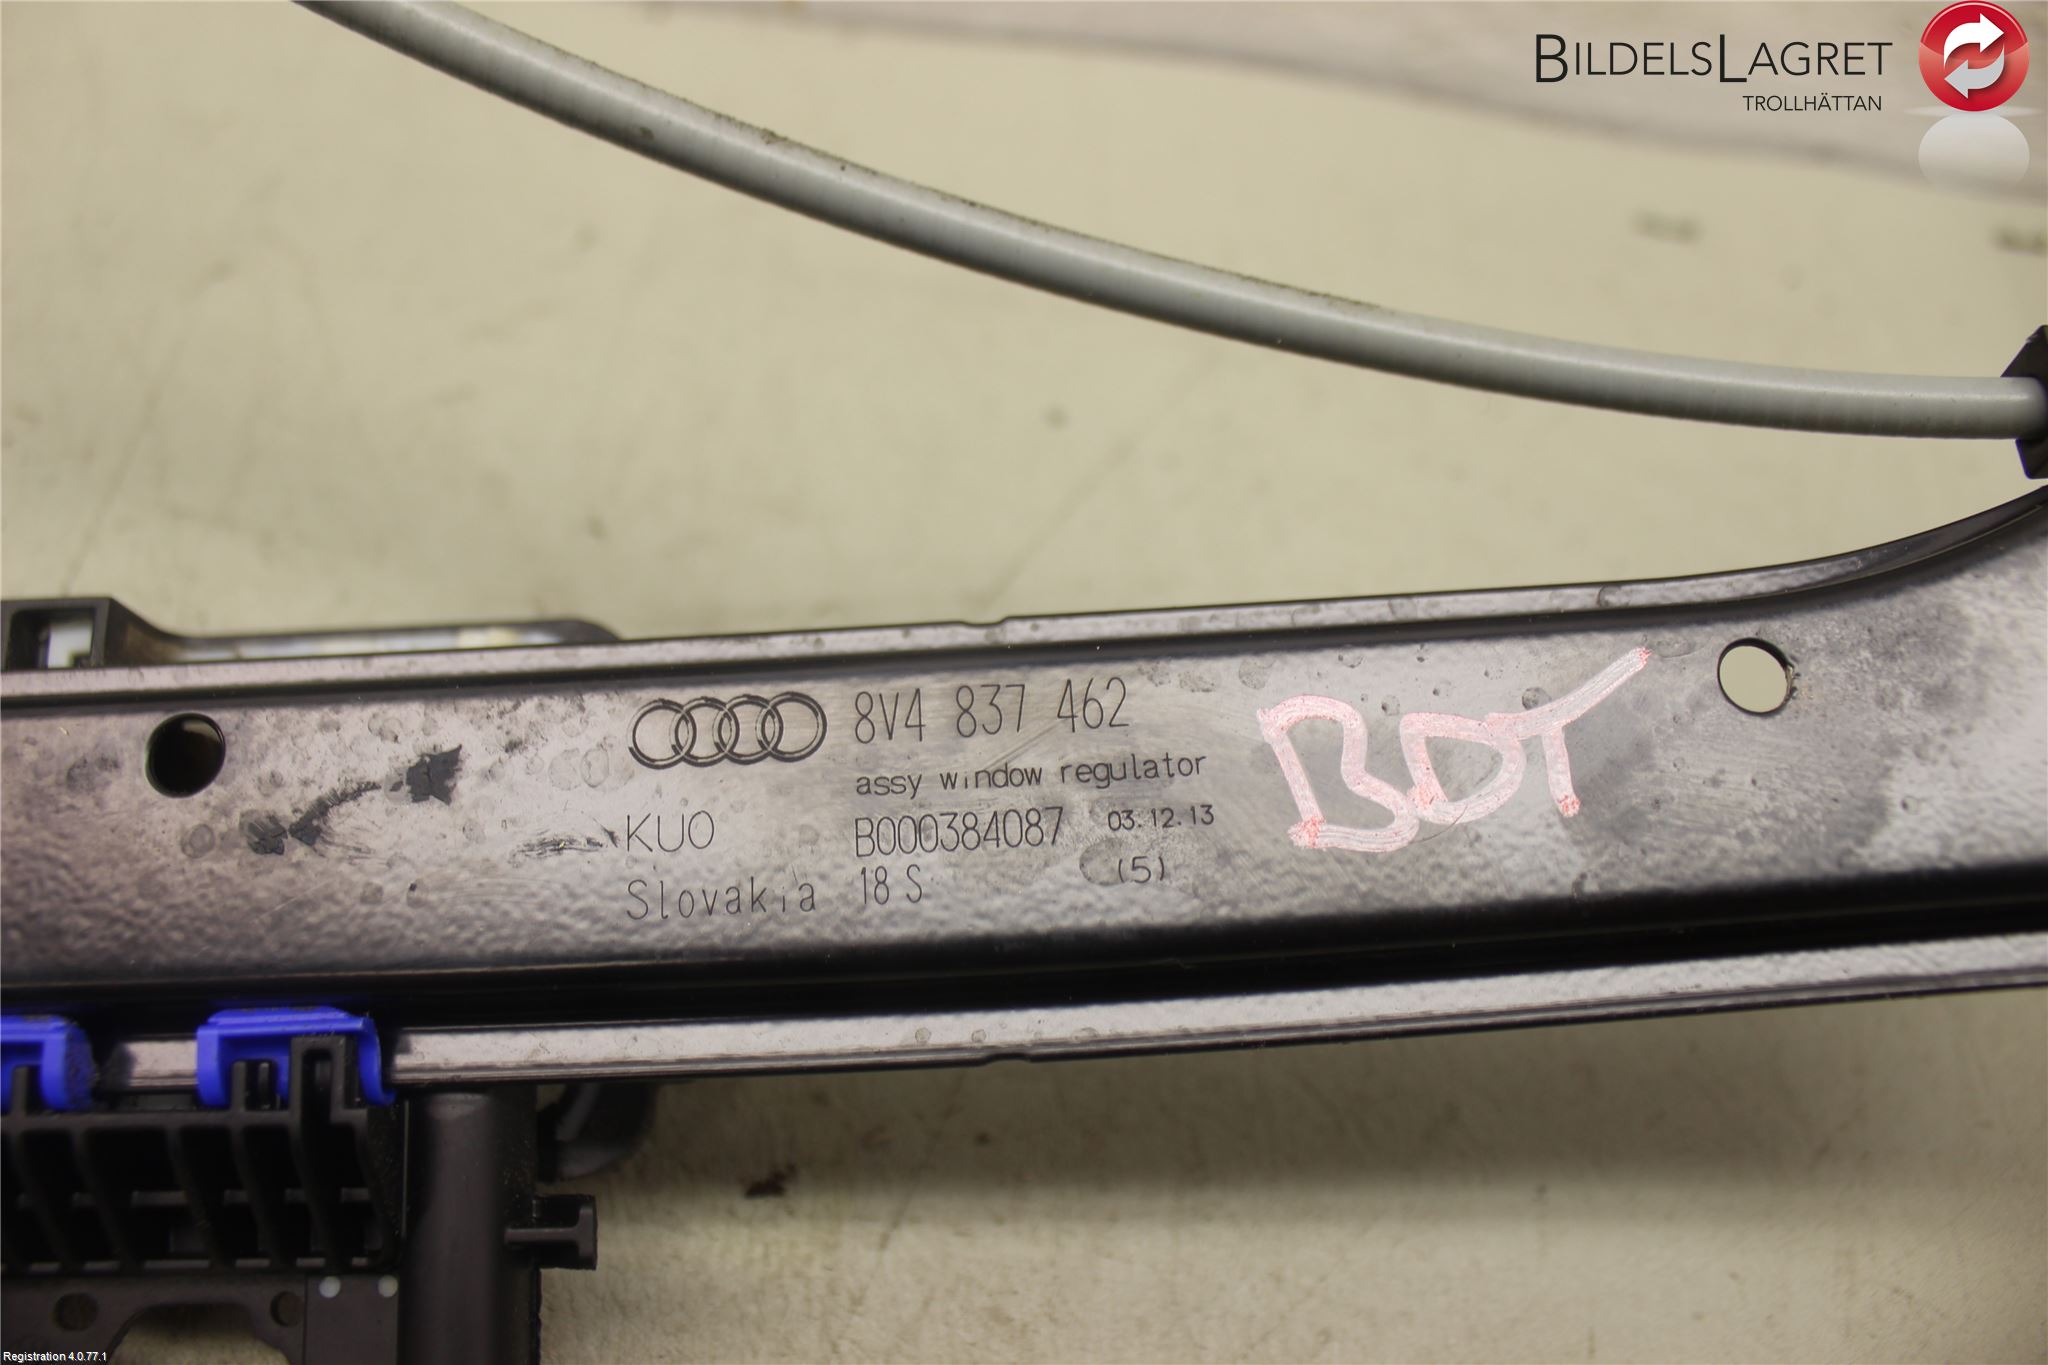 BILDELSLAGRET
TROLLHÄTTAN
8V4 837 462
assy window regulator
KUO B000384087 03.12.13
Slovakia 18 S (5)
BDT
Registration 4.0.77.1